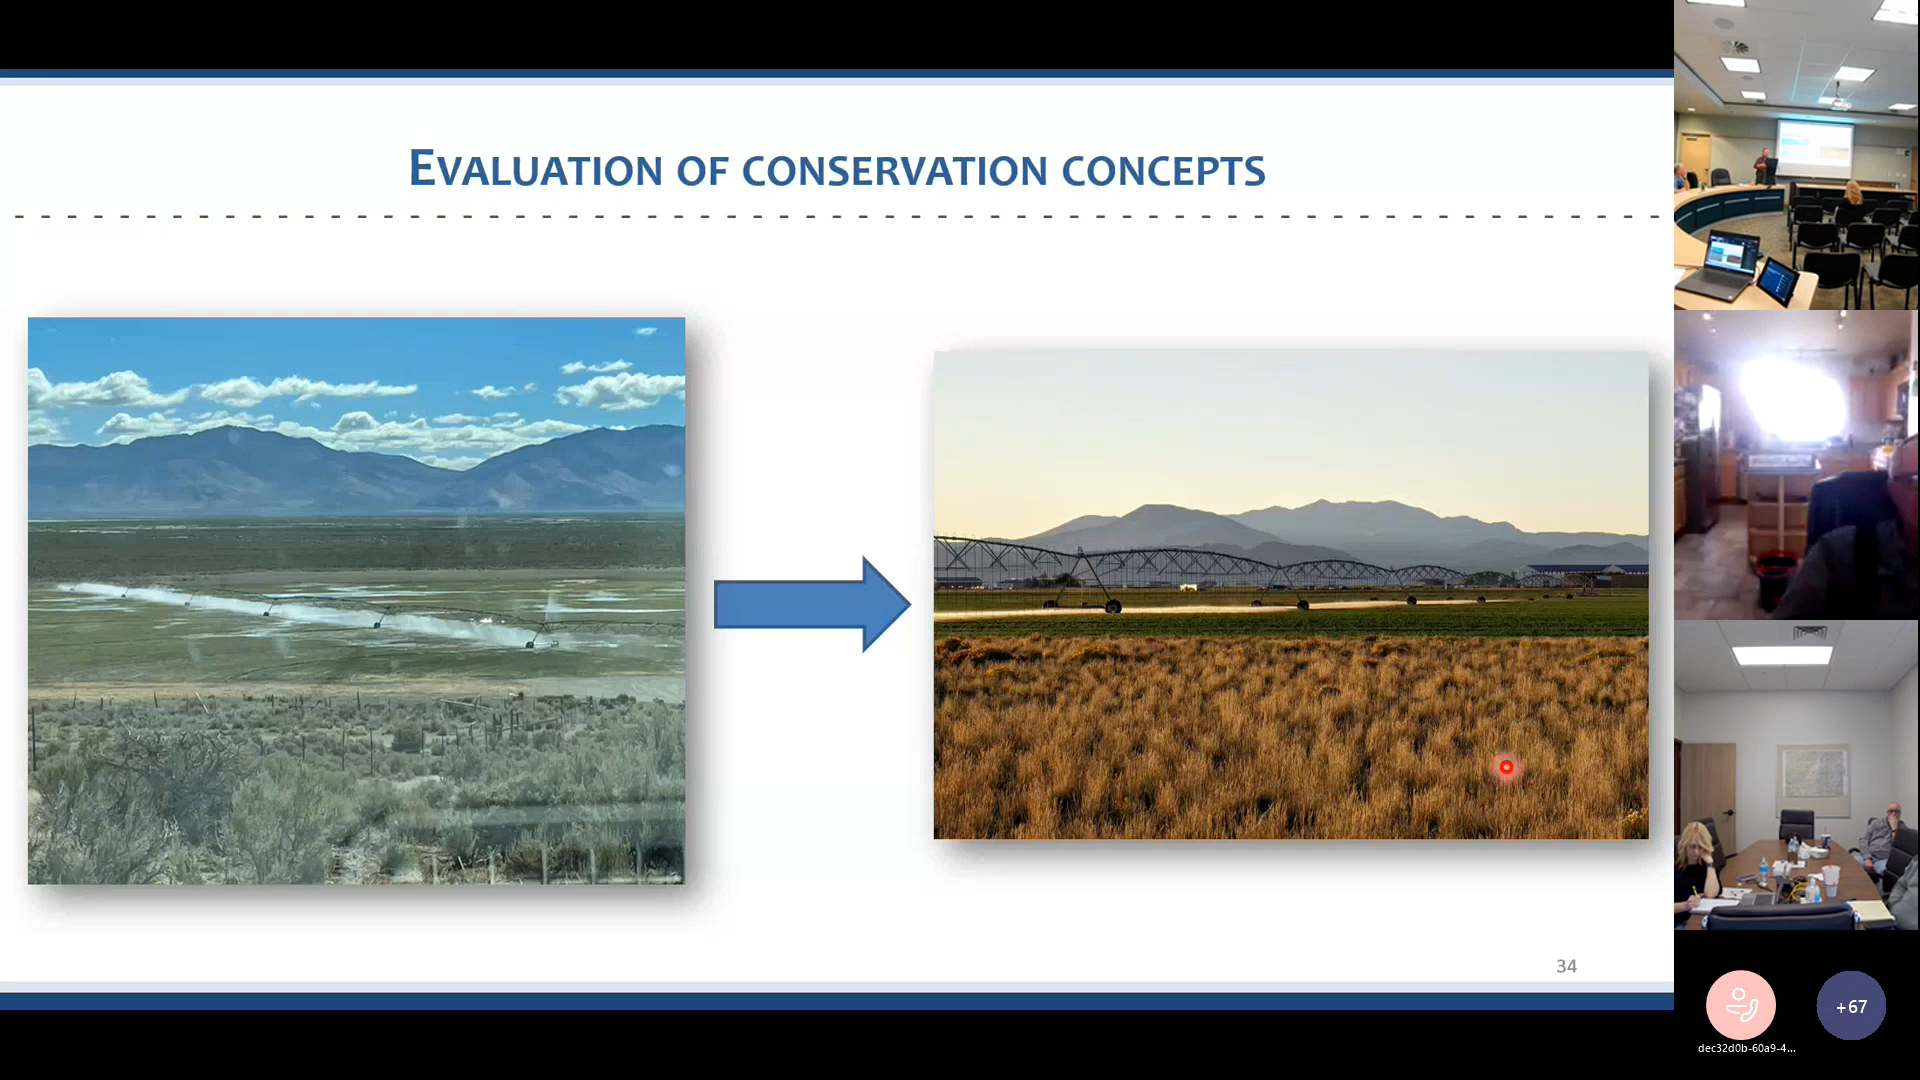 EVALUATION OF CONSERVATION CONCEPTS
34
+67
dec32d0b-60a9-4...